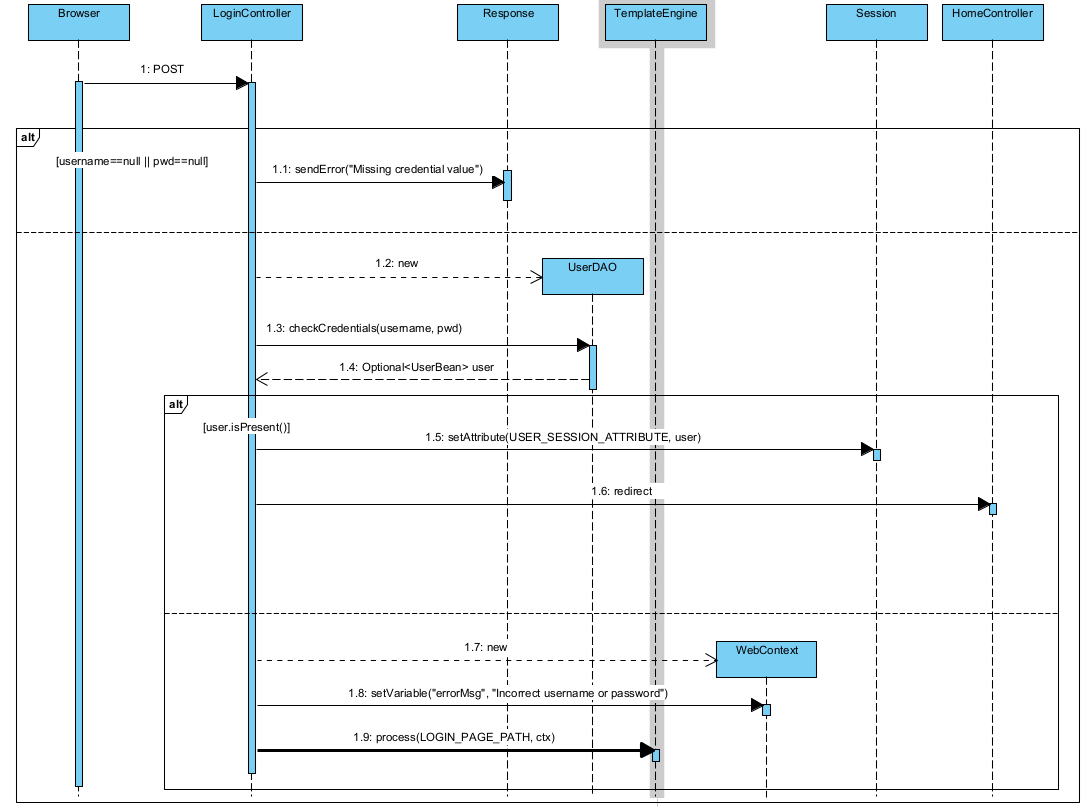 Browser
LoginController
Response
TemplateEngine
Session
HomeController
1: POST
alt
[username==null || pwd==null]
1.1: sendError("Missing credential value")
1.2: new
UserDAO
1.3: checkCredentials(username, pwd)
1.4: Optional<UserBean> user
alt
[user.isPresent()]
1.5: setAttribute(USER_SESSION_ATTRIBUTE, user)
1.6: redirect
1.7: new
WebContext
1.8: setVariable("errorMsg", "Incorrect username or password")
1.9: process(LOGIN_PAGE_PATH, ctx)